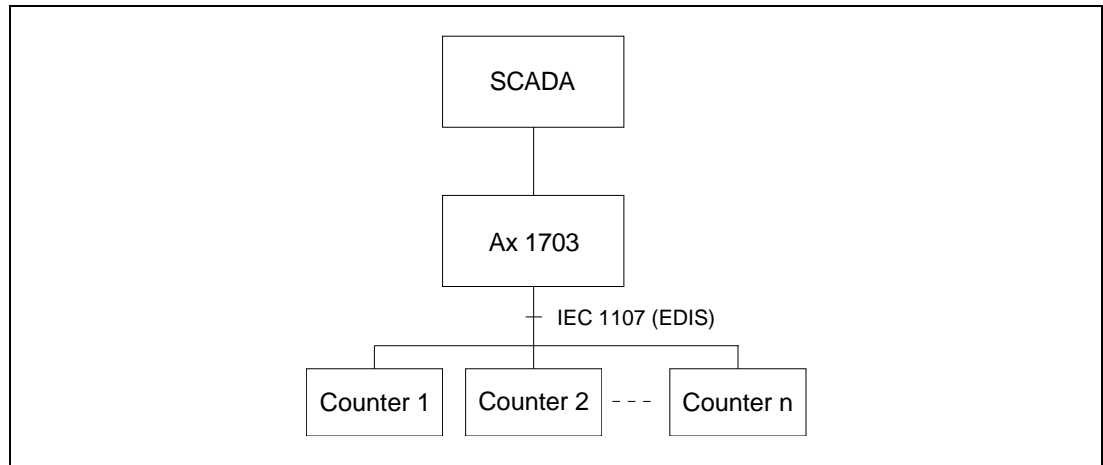 SCADA
Ax 1703
IEC 1107 (EDIS)
Counter 1
Counter 2
Counter n